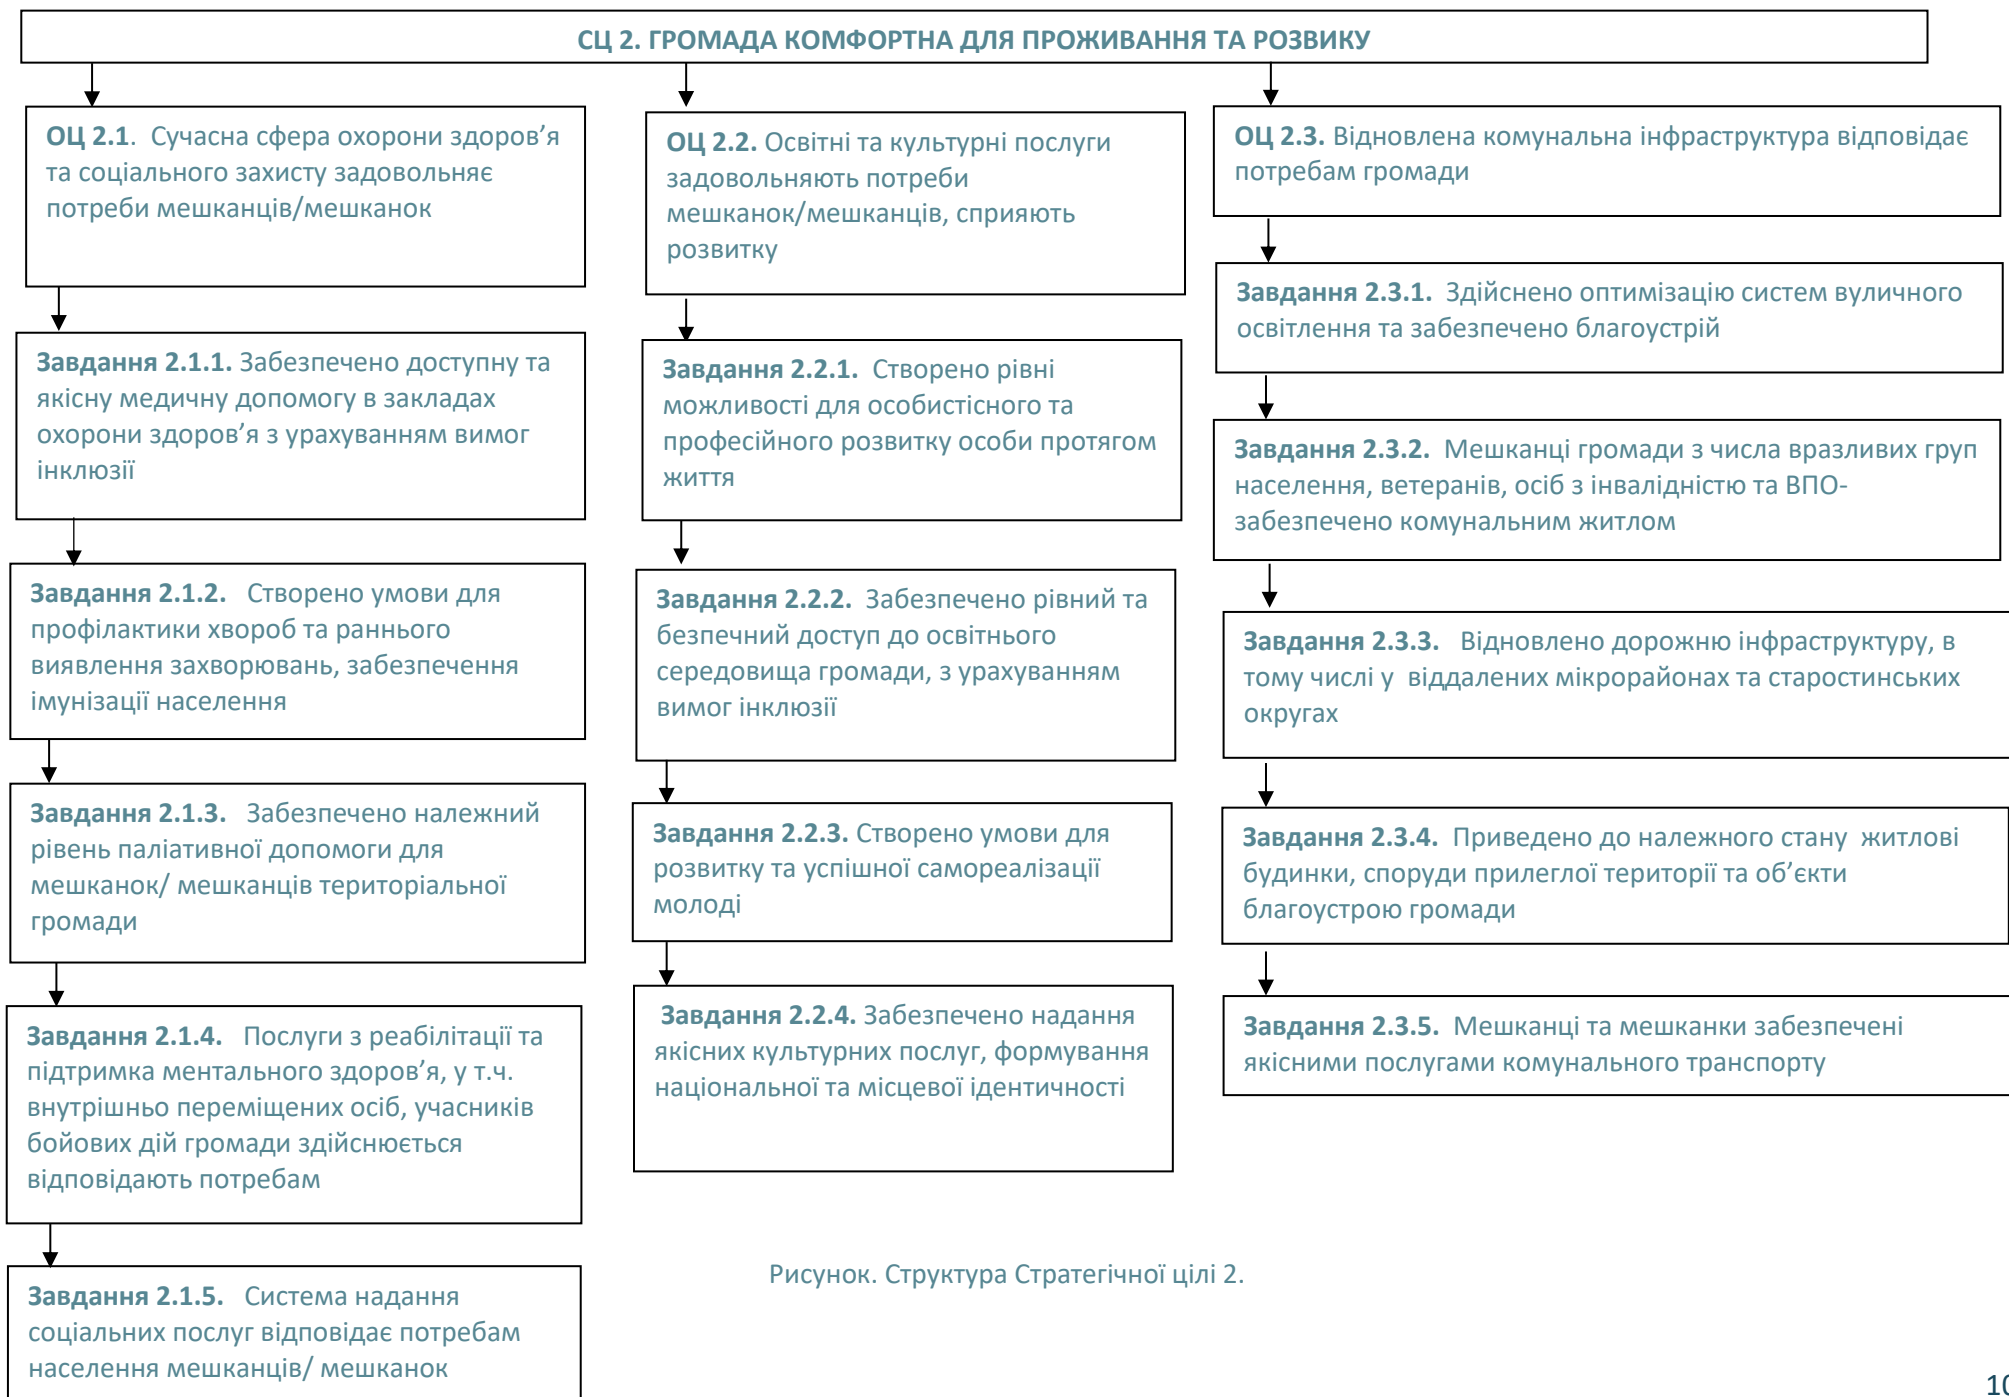 СЦ 2. ГРОМАДА КОМФОРТНА ДЛЯ ПРОЖИВАННЯ ТА РОЗВИКУ
ОЦ 2.1. Сучасна сфера охорони здоров’я
та соціального захисту задовольняє
потреби мешканців/мешканок
Завдання 2.1.1. Забезпечено доступну та
якісну медичну допомогу в закладах
охорони здоров’я з урахуванням вимог
інклюзії
Завдання 2.1.2. Створено умови для
профілактики хвороб та раннього
виявлення захворювань, забезпечення
імунізації населення
Завдання 2.1.3. Забезпечено належний
рівень паліативної допомоги для
мешканок/ мешканців територіальної
громади
Завдання 2.1.4. Послуги з реабілітації та
підтримка ментального здоров’я, у т.ч.
внутрішньо переміщених осіб, учасників
бойових дій громади здійснюється
відповідають потребам
Завдання 2.1.5. Система надання
соціальних послуг відповідає потребам
населення мешканців/ мешканок
ОЦ 2.2. Освітні та культурні послуги
задовольняють потреби
мешканок/мешканців, сприяють
розвитку
Завдання 2.2.1. Створено рівні
можливості для особистісного та
професійного розвитку особи протягом
життя
Завдання 2.2.2. Забезпечено рівний та
безпечний доступ до освітнього
середовища громади, з урахуванням
вимог інклюзії
Завдання 2.2.3. Створено умови для
розвитку та успішної самореалізації
молоді
Завдання 2.2.4. Забезпечено надання
якісних культурних послуг, формування
національної та місцевої ідентичності
ОЦ 2.3. Відновлена комунальна інфраструктура відповідає
потребам громади
Завдання 2.3.1. Здійснено оптимізацію систем вуличного
освітлення та забезпечено благоустрій
Завдання 2.3.2. Мешканці громади з числа вразливих груп
населення, ветеранів, осіб з інвалідністю та ВПО-
забезпечено комунальним житлом
Завдання 2.3.3. Відновлено дорожню інфраструктуру, в
тому числі у віддалених мікрорайонах та старостинських
округах
Завдання 2.3.4. Приведено до належного стану житлові
будинки, споруди прилеглої території та об’єкти
благоустрою громади
Завдання 2.3.5. Мешканці та мешканки забезпечені
якісними послугами комунального транспорту
Рисунок. Структура Стратегічної цілі 2.